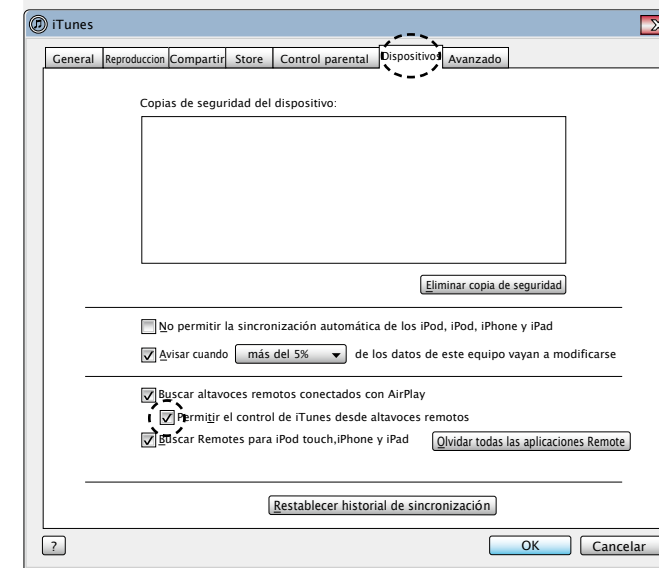 iTunes
General Reproduccion Compartir Store Control parental Dispositivos Avanzado
Copias de seguridad del dispositivo:
Eliminar copia de seguridad
No permitir la sincronización automática de los iPod, iPod, iPhone y iPad
Avisar cuando más del 5% de los datos de este equipo vayan a modificarse
Buscar altavoces remotos conectados con AirPlay
Permitir el control de iTunes desde altavoces remotos
Buscar Remotes para iPod touch,iPhone y iPad Olvidar todas las aplicaciones Remote
Restablecer historial de sincronización
? OK Cancelar